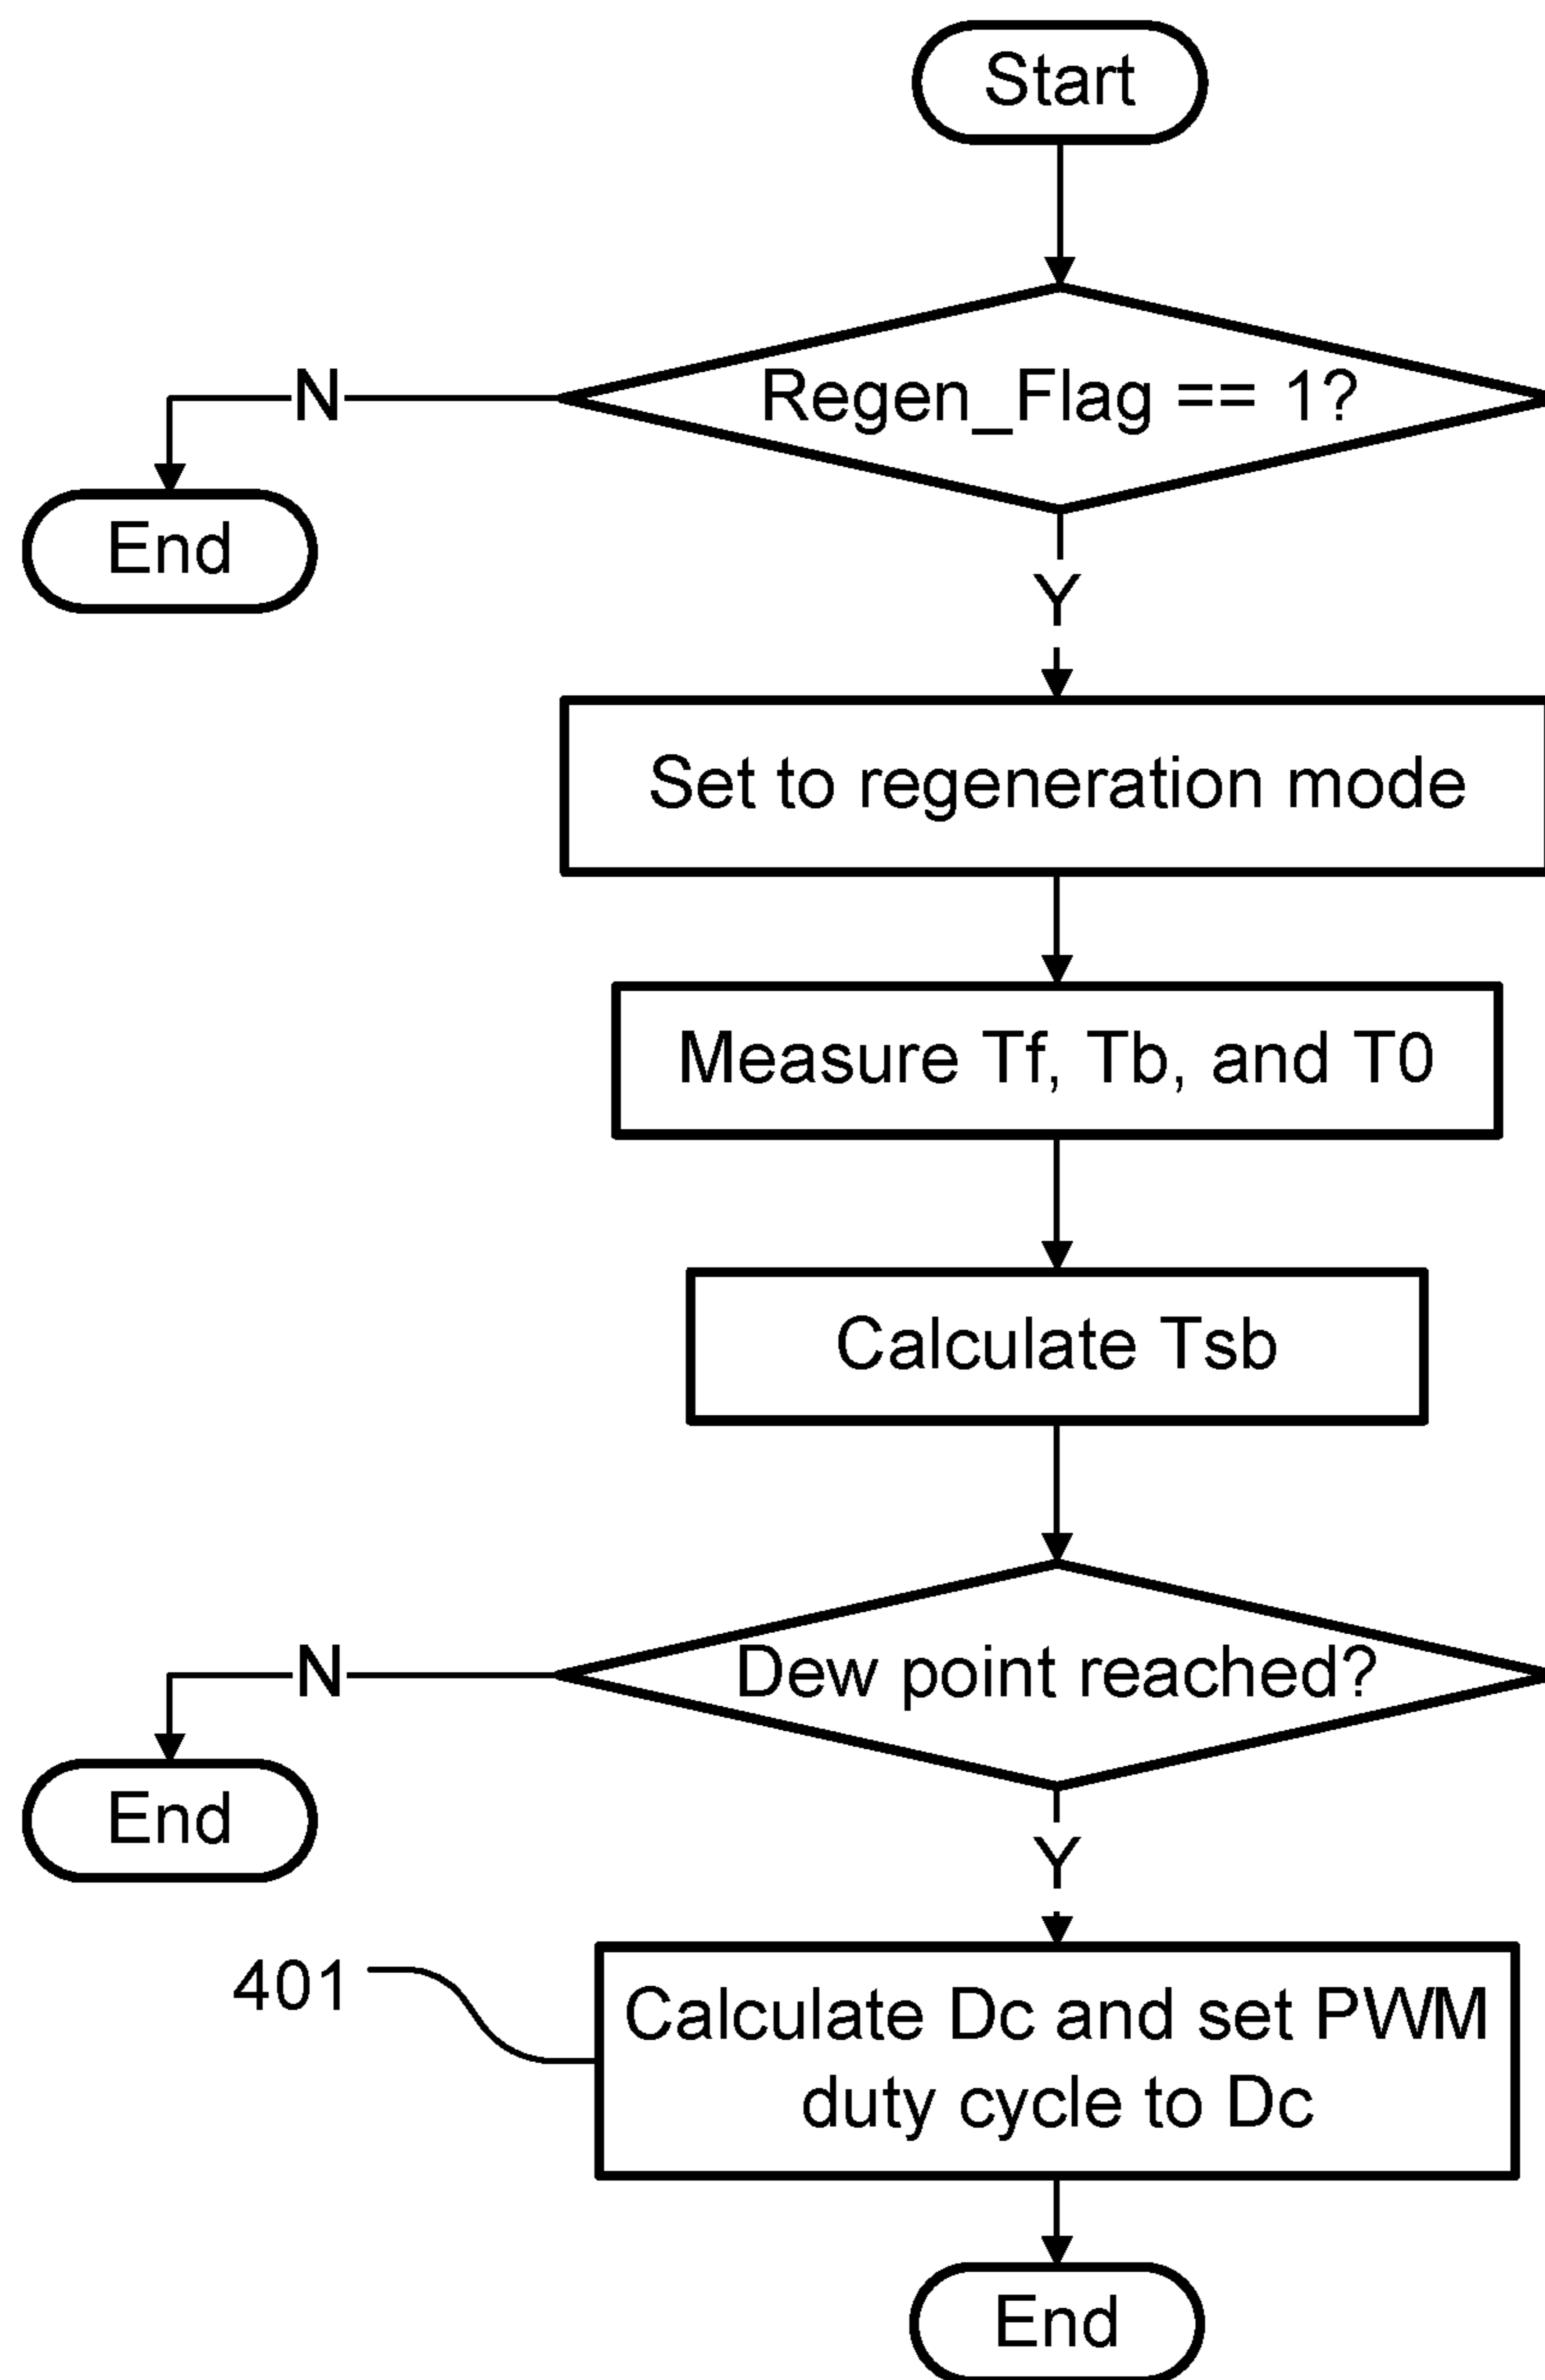 Start
Regen_Flag == 1?
N
End
Y
Set to regeneration mode
Measure Tf, Tb, and T0
Calculate Tsb
Dew point reached?
N
End
Y
401
Calculate Dc and set PWM
duty cycle to Dc
End